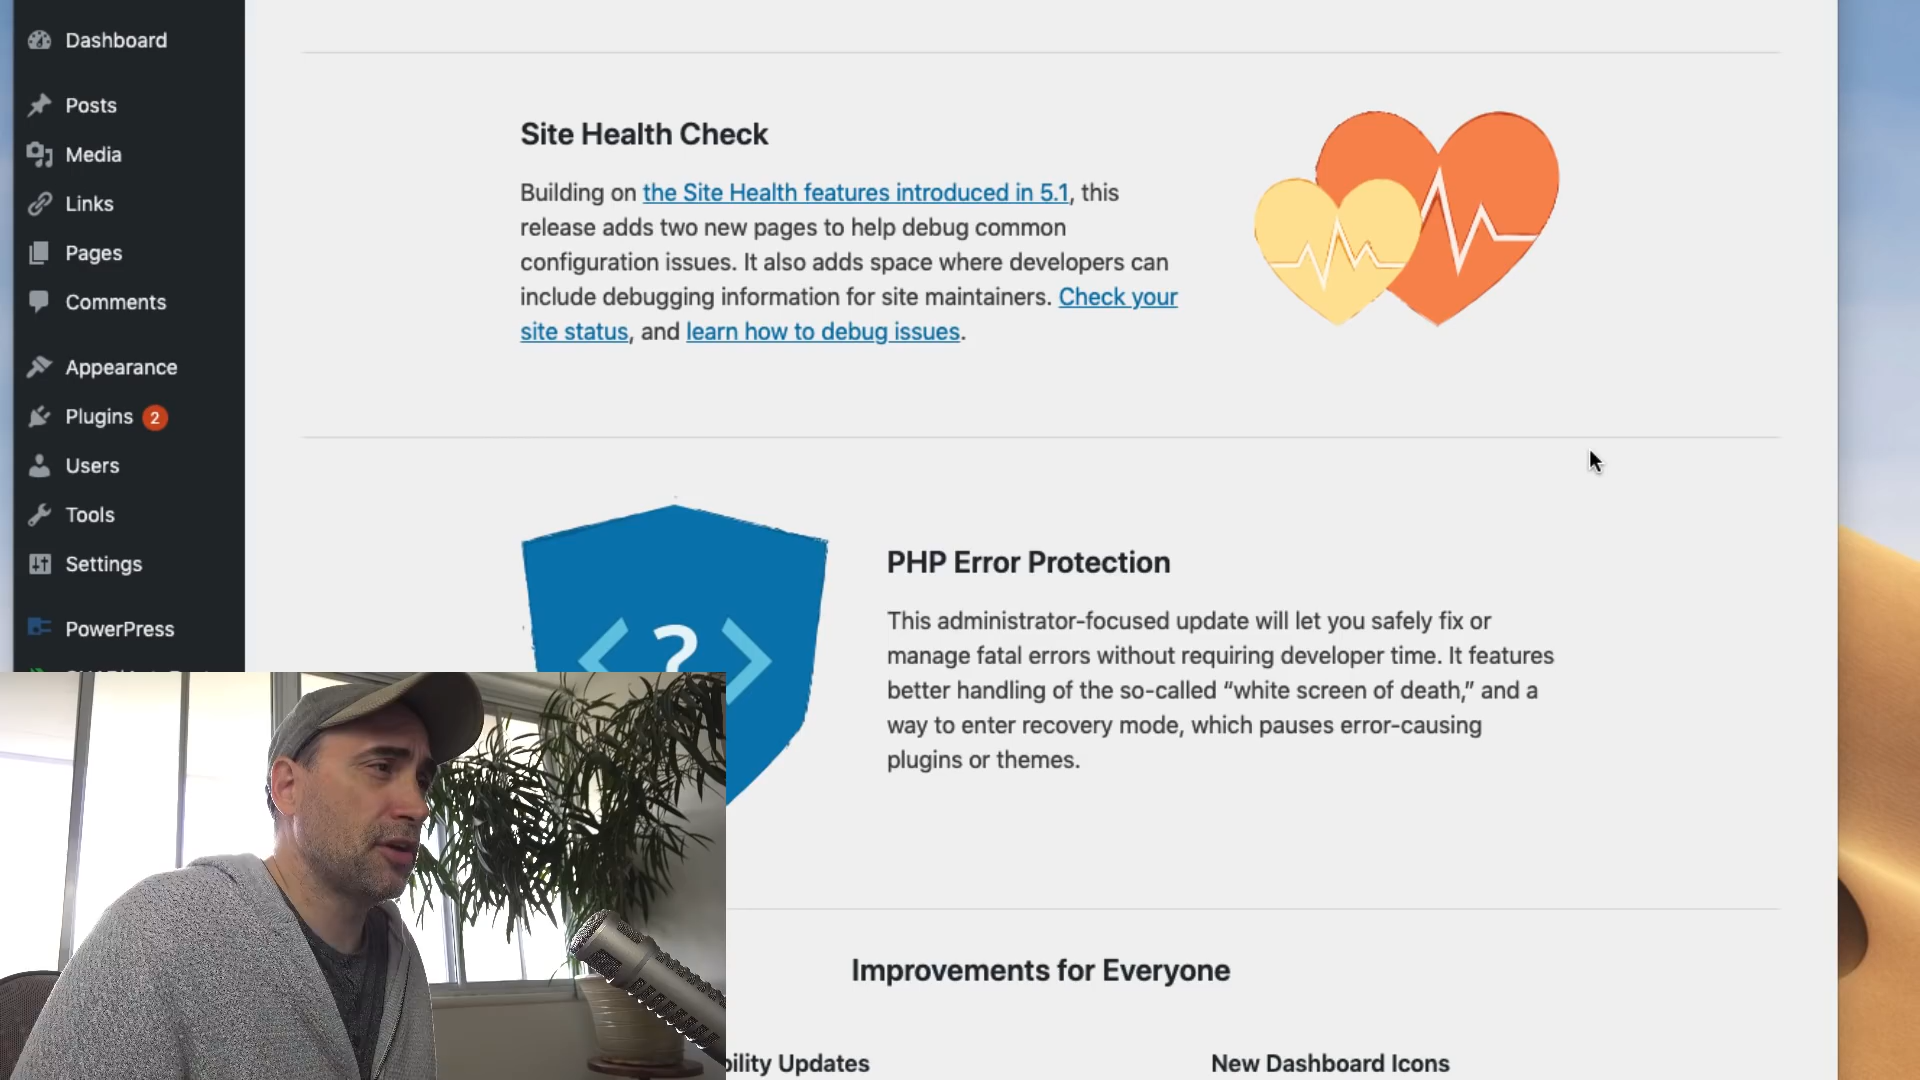 Dashboard
Posts
Media
Links
Pages
Comments
Appearance
Plugins 2
Users
Tools
Settings
PowerPress
Site Health Check
Building on the Site Health features introduced in 5.1, this
release adds two new pages to help debug common
configuration issues. It also adds space where developers can
include debugging information for site maintainers. Check your
site status, and learn how to debug issues.
<?>
PHP Error Protection
This administrator-focused update will let you safely fix or
manage fatal errors without requiring developer time. It features
better handling of the so-called “white screen of death,” and a
way to enter recovery mode, which pauses error-causing
plugins or themes.
Improvements for Everyone
Updates
New Dashboard Icons